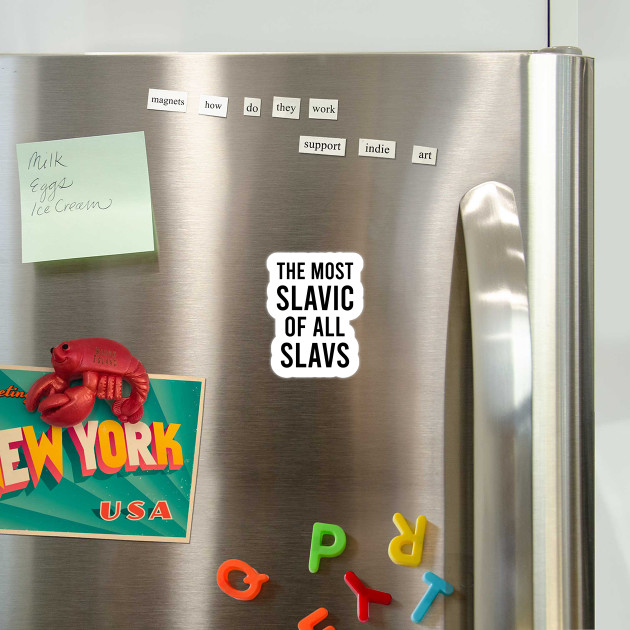 magnets how do they work
support indie art
Milk
Eggs
Ice Cream
THE MOST
SLAVIC
OF ALL
SLAVS
NEW YORK
USA
P R
Q Y T